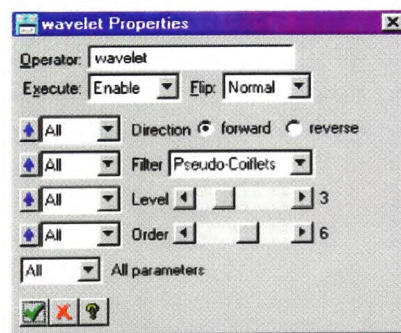 wavelet Properties
Operator: wavelet
Execute: Enable Flip: Normal
All Direction forward reverse
All Filter Pseudo-Coiflets
All Level 3
All Order 6
All All parameters